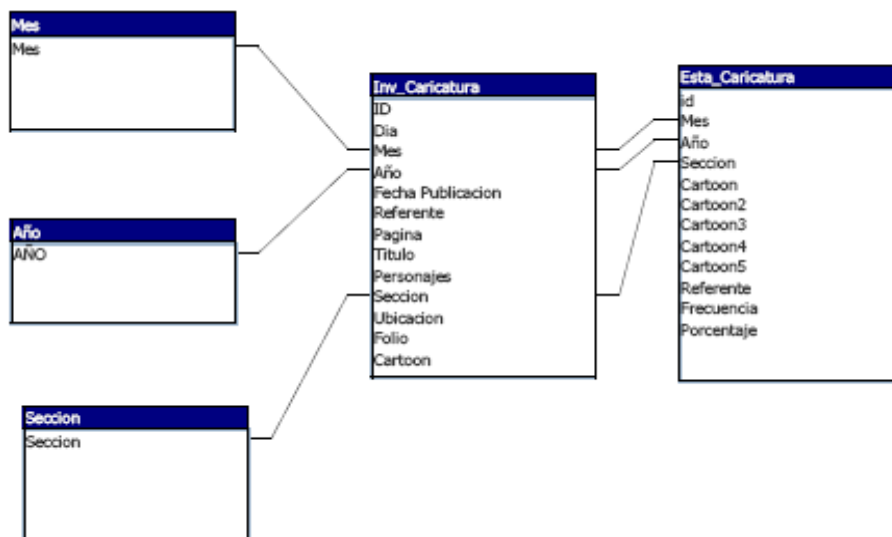 Mes
Mes
Año
AÑO
Seccion
Seccion
Inv_Caricatura
ID
Dia
Mes
Año
Fecha Publicacion
Referente
Pagina
Titulo
Personajes
Seccion
Ubicacion
Folio
Cartoon
Esta_Caricatura
id
Mes
Año
Seccion
Cartoon
Cartoon2
Cartoon3
Cartoon4
Cartoon5
Referente
Frecuencia
Porcentaje